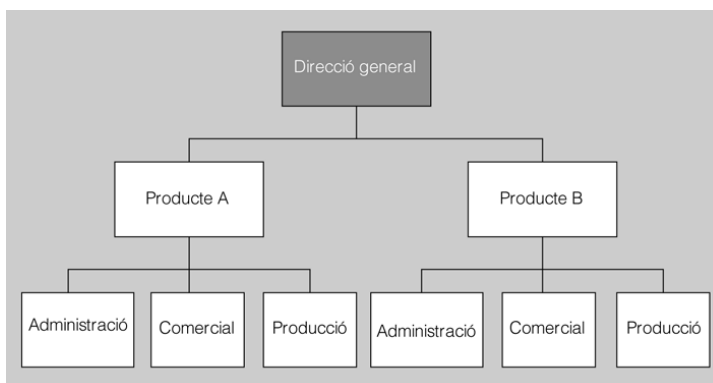 Direcció general
Producte A
Producte B
Administració
Comercial
Producció
Administració
Comercial
Producció